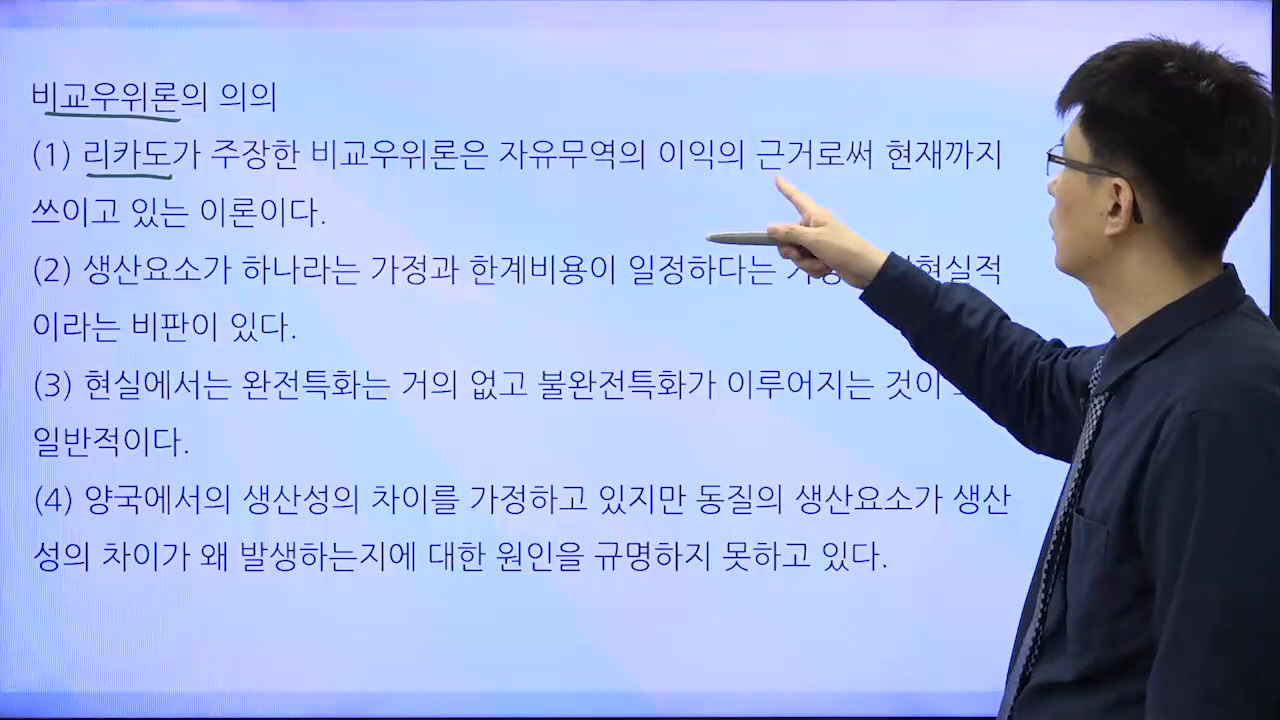 비교우위론의 의의
(1) 리카도가 주장한 비교우위론은 자유무역의 이익의 근거로써 현재까지
쓰이고 있는 이론이다.
(2) 생산요소가 하나라는 가정과 한계비용이 일정하다는
이라는 비판이 있다.
(3) 현실에서는 완전특화는 거의 없고 불완전특화가 이루어지는 것이
일반적이다.
(4) 양국에서의 생산성의 차이를 가정하고 있지만 동질의 생산요소가 생산
성의 차이가 왜 발생하는지에 대한 원인을 규명하지 못하고 있다.